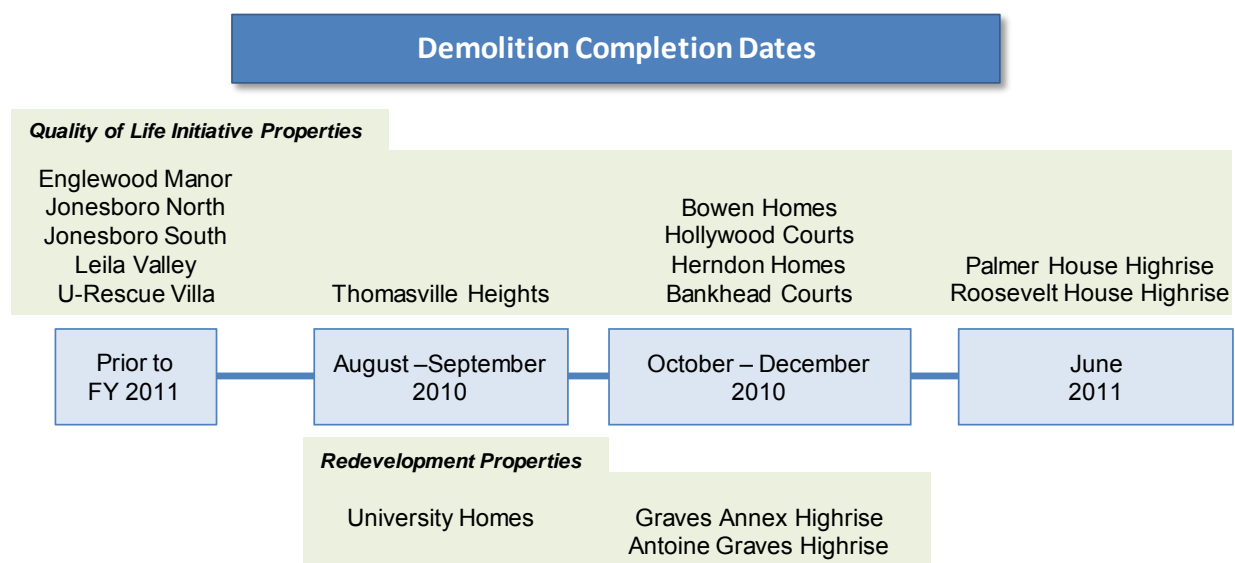 Demolition Completion Dates
Quality of Life Initiative Properties
Englewood Manor
Jonesboro North
Jonesboro South
Leila Valley
U-Rescue Villa
Thomasville Heights
Bowen Homes
Hollywood Courts
Herndon Homes
Bankhead Courts
Palmer House Highrise
Roosevelt House Highrise
Prior to
FY 2011
August –September
2010
October – December
2010
June
2011
Redevelopment Properties
University Homes
Graves Annex Highrise
Antoine Graves Highrise